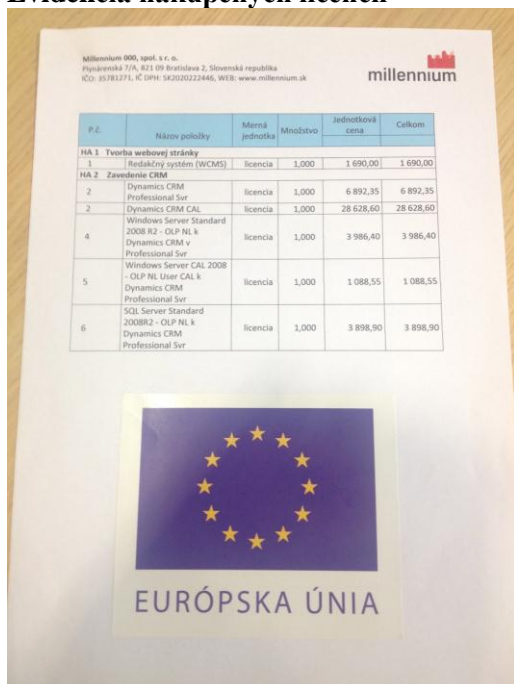 Millennium 000, spol. s r. o.
Plynárenská 7/A, 821 09 Bratislava 2, Slovenská republika
IČO: 35781271, IČ DPH: SK2020222446, WEB: www.millennium.sk
millennium
P.č. Názov položky Merná jednotka Množstvo Jednotková cena Celkom
HA 1 Tvorba webovej stránky
1 Redakčný systém (WCMS) licencia 1,000 1 690,00 1 690,00
HA 2 Zavedenie CRM
2 Dynamics CRM Professional Svr licencia 1,000 6 892,35 6 892,35
2 Dynamics CRM CAL licencia 1,000 28 628,60 28 628,60
4 Windows Server Standard 2008 R2 - OLP NL k Dynamics CRM v Professional Svr licencia 1,000 3 986,40 3 986,40
5 Windows Server CAL 2008 - OLP NL User CAL k Dynamics CRM Professional Svr licencia 1,000 1 088,55 1 088,55
6 SQL Server Standard 2008R2 - OLP NL k Dynamics CRM Professional Svr licencia 1,000 3 898,90 3 898,90
EURÓPSKA ÚNIA